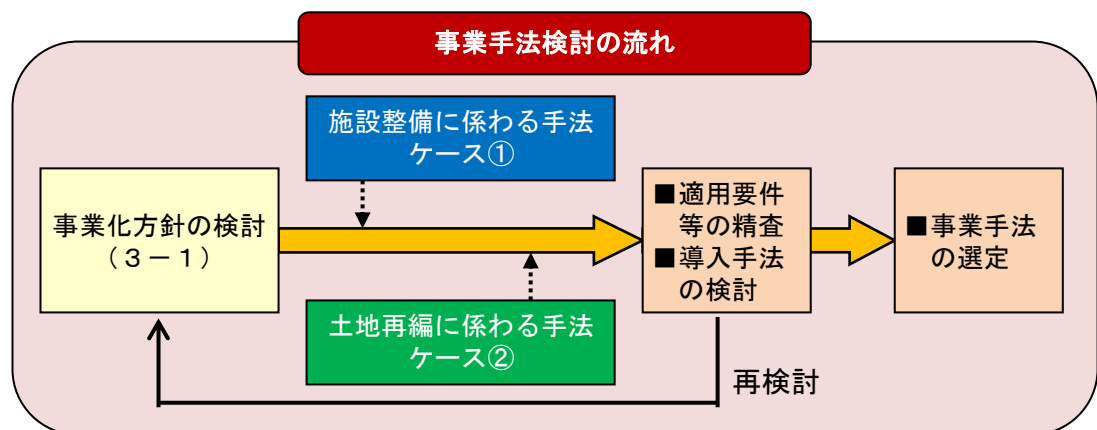 事業手法検討の流れ
施設整備に係わる手法
ケース①
事業化方針の検討
(3-1)
■適用要件
等の精査
■導入手法
の検討
■事業手法
の選定
土地再編に係わる手法
ケース②
再検討